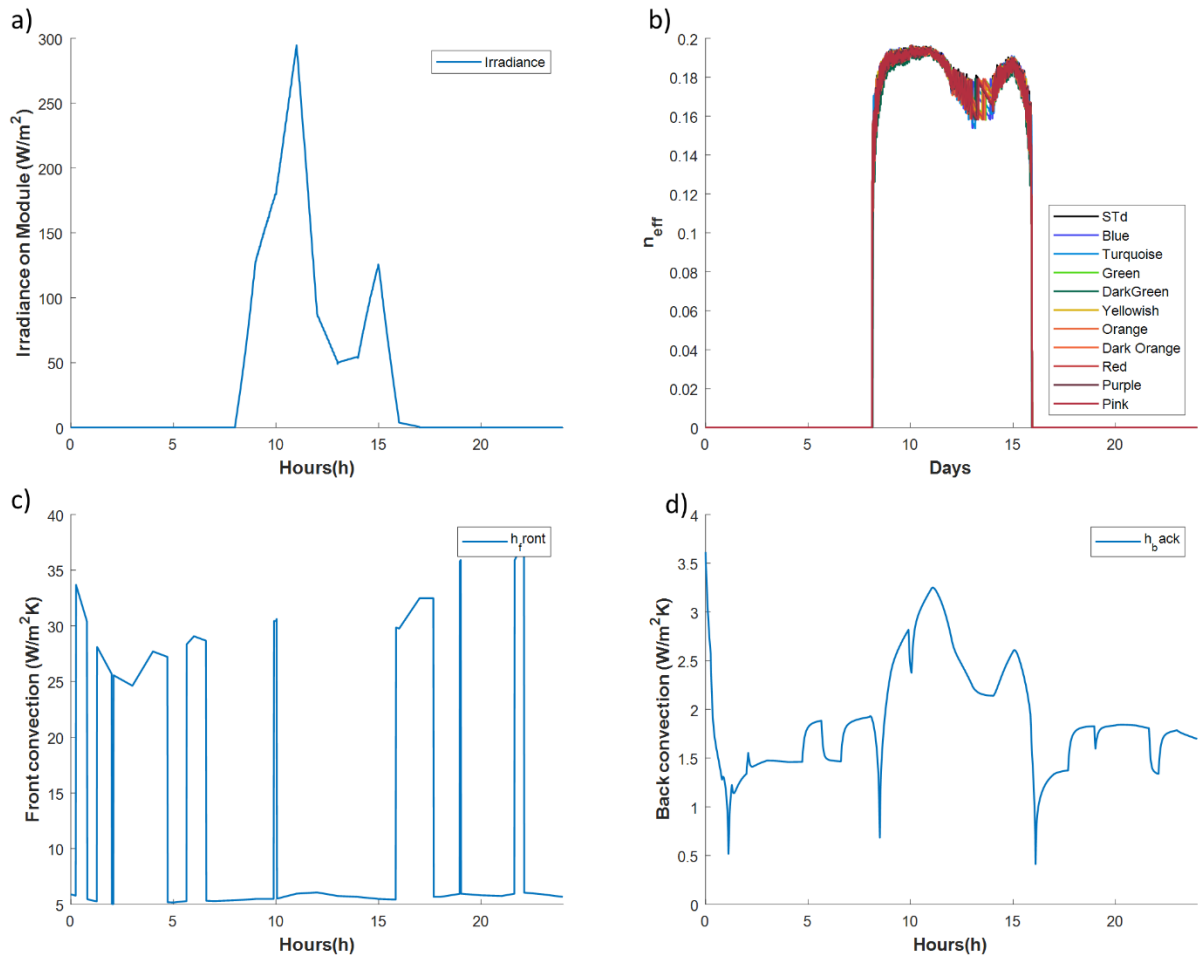 a)
300
250
200
150
100
50
0
0 5 10 15 20
Irradiance on Module (W/m²)
Hours(h)
Irradiance
b)
0.2
0.18
0.16
0.14
0.12
0.1
0.08
0.06
0.04
0.02
0
0 5 10 15 20
n_eff
Days
STd
Blue
Turquoise
Green
DarkGreen
Yellowish
Orange
Dark Orange
Red
Purple
Pink
c)
40
35
30
25
20
15
10
5
0 5 10 15 20
Front convection (W/m²K)
Hours(h)
h_front
d)
4
3.5
3
2.5
2
1.5
1
0.5
0
0 5 10 15 20
Back convection (W/m²K)
Hours(h)
h_back